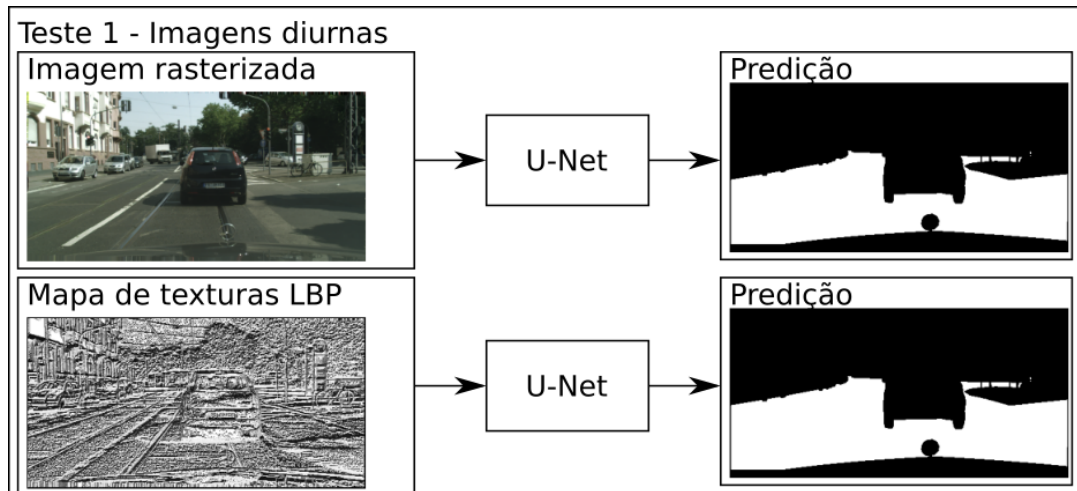 Teste 1 - Imagens diurnas
Imagem rasterizada
U-Net
Predição
Mapa de texturas LBP
U-Net
Predição